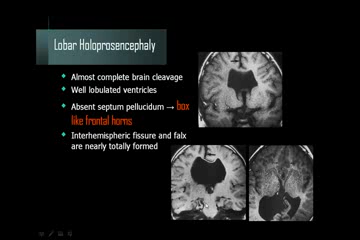 Lobar Holoprosencephaly
Almost complete brain cleavage
Well lobulated ventricles
Absent septum pellucidum → box
like frontal horns
Interhemispheric fissure and falx
are nearly totally formed